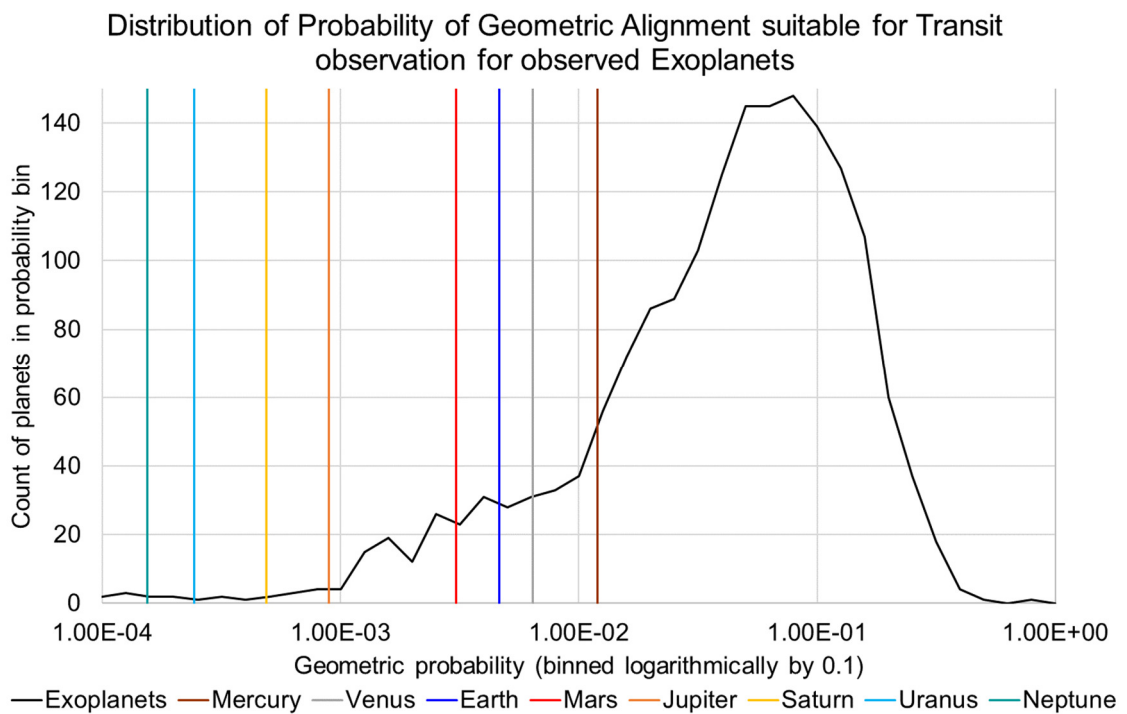 Distribution of Probability of Geometric Alignment suitable for Transit
observation for observed Exoplanets
Count of planets in probability bin
140
120
100
80
60
40
20
0
1.00E-04 1.00E-03 1.00E-02 1.00E-01 1.00E+00
Geometric probability (binned logarithmically by 0.1)
Exoplanets Mercury Venus Earth Mars Jupiter Saturn Uranus Neptune